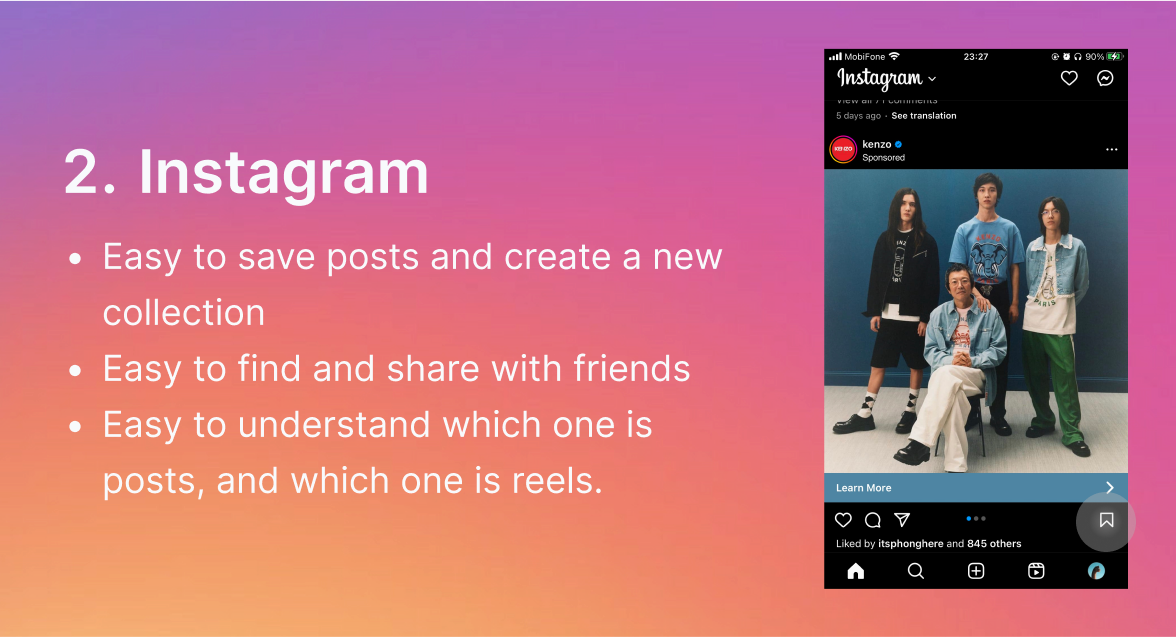 2. Instagram
Easy to save posts and create a new
collection
Easy to find and share with friends
Easy to understand which one is
posts, and which one is reels.
MobiFone 23:27 90%
Instagram
View all 71 comments
5 days ago · See translation
KENZO
kenzo
Sponsored
PARIS
Learn More
Liked by itsphonghere and 845 others